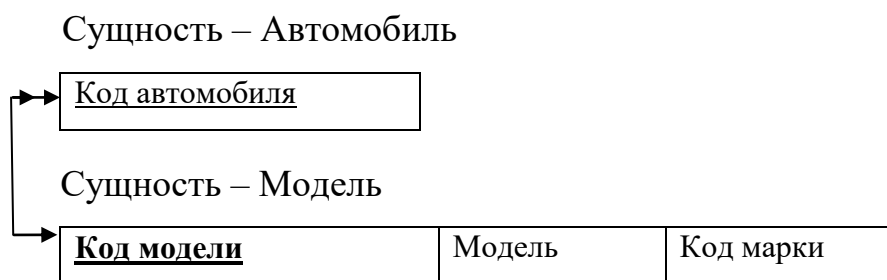 Сущность – Автомобиль
Код автомобиля
Сущность – Модель
Код модели Модель Код марки